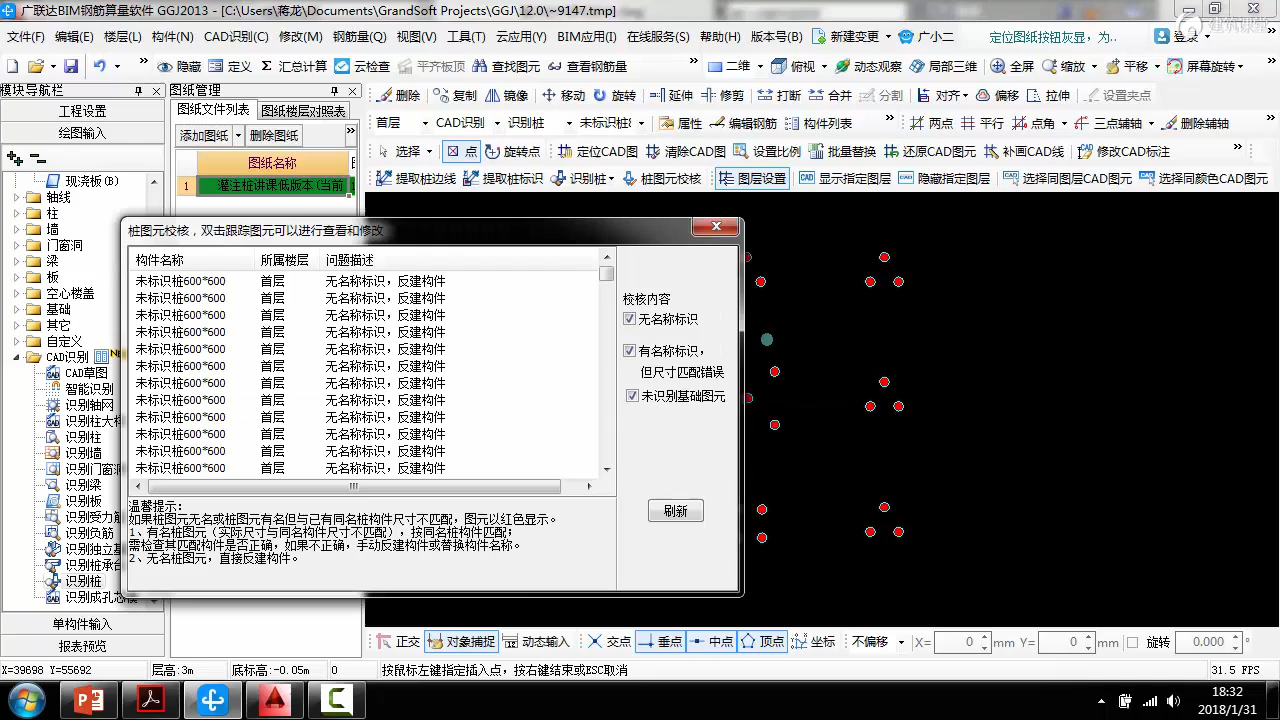 广联达BIM钢筋算量软件 GGJ2013 - [C:\Users\蒋龙\Documents\GrandSoft Projects\GGJ\12.0\~9147.tmp]
建筑课堂
文件(F) 编辑(E) 楼层(L) 构件(N) CAD识别(C) 修改(M) 钢筋量(Q) 视图(V) 工具(T) 云应用(Y) BIM应用(I) 在线服务(S) 帮助(H) 版本号(B) 新建变更 广小二 定位图纸按钮灰显，为.. 登录
隐藏 定义 Σ 汇总计算 云检查 平齐板顶 查找图元 查看钢筋量 二维 俯视 动态观察 局部三维 全屏 缩放 平移 屏幕旋转
模块导航栏 图纸管理
删除 复制 镜像 移动 旋转 延伸 修剪 打断 合并 分割 对齐 偏移 拉伸 设置夹点
工程设置 图纸文件列表 图纸楼层对照表
首层 CAD识别 识别桩 未标识桩 属性 编辑钢筋 构件列表 两点 平行 点角 三点辅轴 删除辅轴
绘图输入 添加图纸 删除图纸
选择 点 旋转点 定位CAD图 清除CAD图 设置比例 批量替换 还原CAD图元 补画CAD线 修改CAD标注
图纸名称
现浇板(B) 1 灌注桩讲课低版本(当前
提取桩边线 提取桩标识 识别桩 桩图元校核 图层设置 显示指定图层 隐藏指定图层 选择同图层CAD图元 选择同颜色CAD图元
轴线
柱
墙
门窗洞
梁
板
空心楼盖
基础
其它
自定义
CAD识别
CAD草图
智能识别
识别轴网
识别柱大样
识别柱
识别墙
识别门窗洞
识别梁
识别板
识别受力筋
识别负筋
识别独立基
识别桩承台
识别桩
识别成孔芯模
单构件输入
报表预览
桩图元校核，双击跟踪图元可以进行查看和修改
构件名称 所属楼层 问题描述
未标识桩600*600 首层 无名称标识，反建构件
未标识桩600*600 首层 无名称标识，反建构件
未标识桩600*600 首层 无名称标识，反建构件
未标识桩600*600 首层 无名称标识，反建构件
未标识桩600*600 首层 无名称标识，反建构件
未标识桩600*600 首层 无名称标识，反建构件
未标识桩600*600 首层 无名称标识，反建构件
未标识桩600*600 首层 无名称标识，反建构件
未标识桩600*600 首层 无名称标识，反建构件
未标识桩600*600 首层 无名称标识，反建构件
未标识桩600*600 首层 无名称标识，反建构件
未标识桩600*600 首层 无名称标识，反建构件
校核内容
无名称标识
有名称标识，
但尺寸匹配错误
未识别基础图元
刷新
温馨提示：
如果桩图元无名或桩图元有名但与已有同名桩构件尺寸不匹配，图元以红色显示。
1、有名桩图元（实际尺寸与同名构件尺寸不匹配），按同名桩构件匹配；
需检查其匹配构件是否正确，如果不正确，手动反建构件或替换构件名称。
2、无名桩图元，直接反建构件。
正交 对象捕捉 动态输入 交点 垂点 中点 顶点 坐标 不偏移 X= 0 mm Y= 0 mm 旋转 0.000 °
X=39698 Y=55692 层高:3m 底标高:-0.05m 0 按鼠标左键指定插入点，按右键结束或ESC取消 31.5 FPS
18:32
2018/1/31